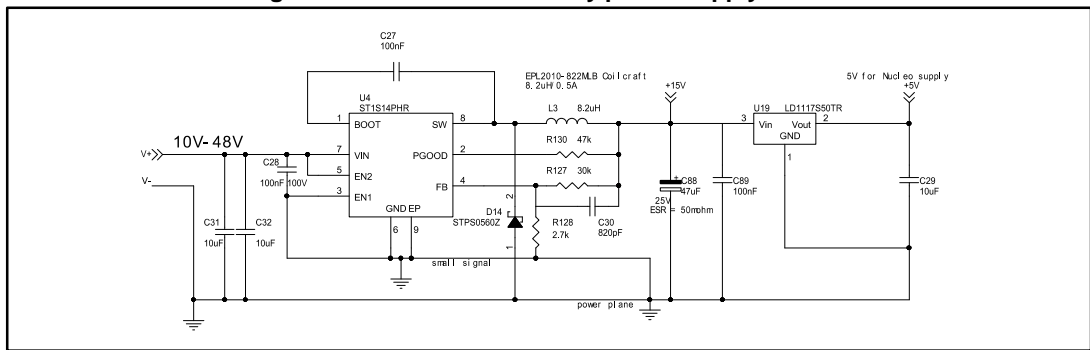 C27
100nF
EPL2010-822MLB Coilcraft
8.2uH/0.5A
+15V
5V for Nucleo supply
+5V
U4
ST1S14PHR
L3 8.2uH
U19 LD1117S50TR
1 BOOT SW 8
3 Vin Vout 2
GND
1
10V-48V
R130 47k
V+
7 VIN PGOOD 2
C28
100nF 100V
5 EN2
R127 30k
V-
3 EN1 FB 4
C88
47uF
25V
ESR = 50mohm
C89
100nF
C29
10uF
GND EP
6 9
2
D14
STPS0560Z
1
R128
2.7k
C30
820pF
C31
10uF
C32
10uF
small signal
power plane